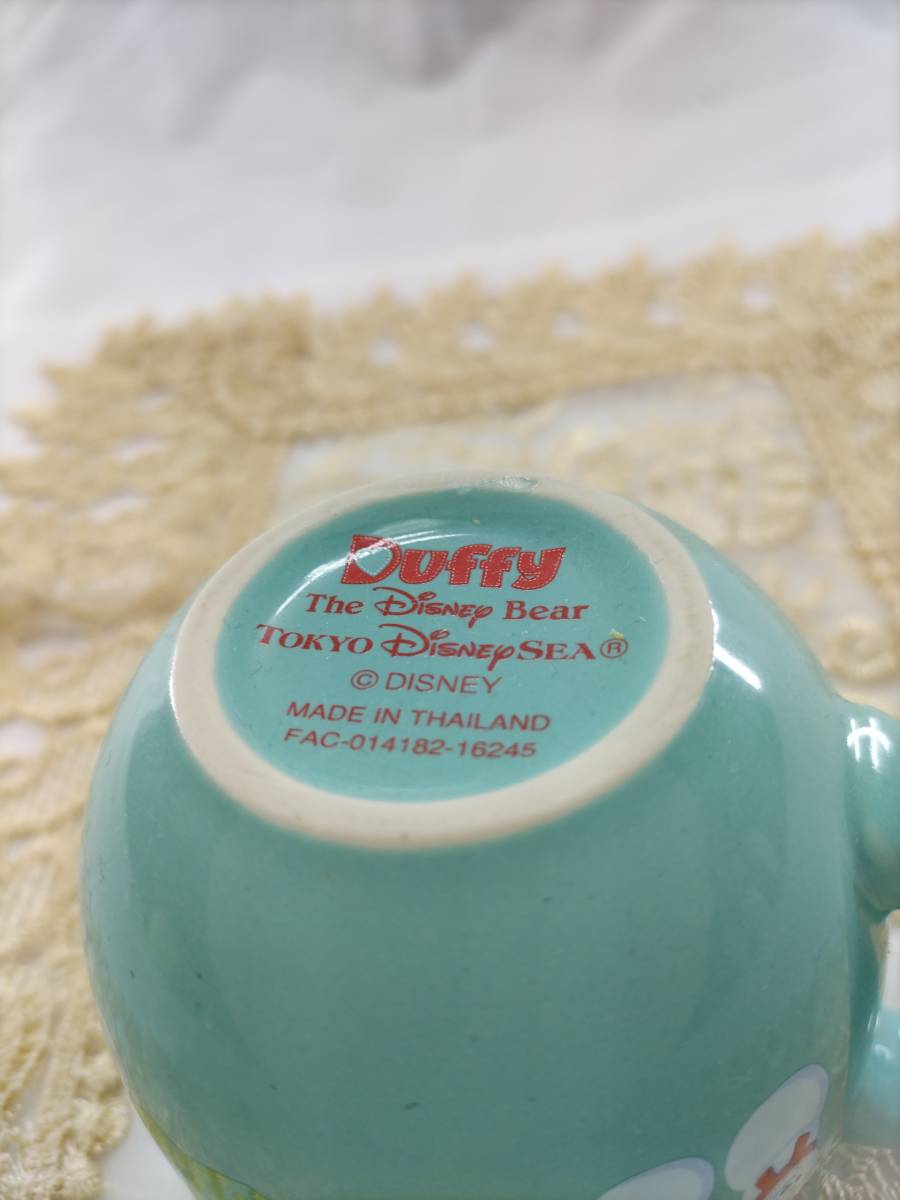 Duffy
The Disney Bear
TOKYO DISNEYSEA®
© DISNEY
MADE IN THAILAND
FAC-014182-16245